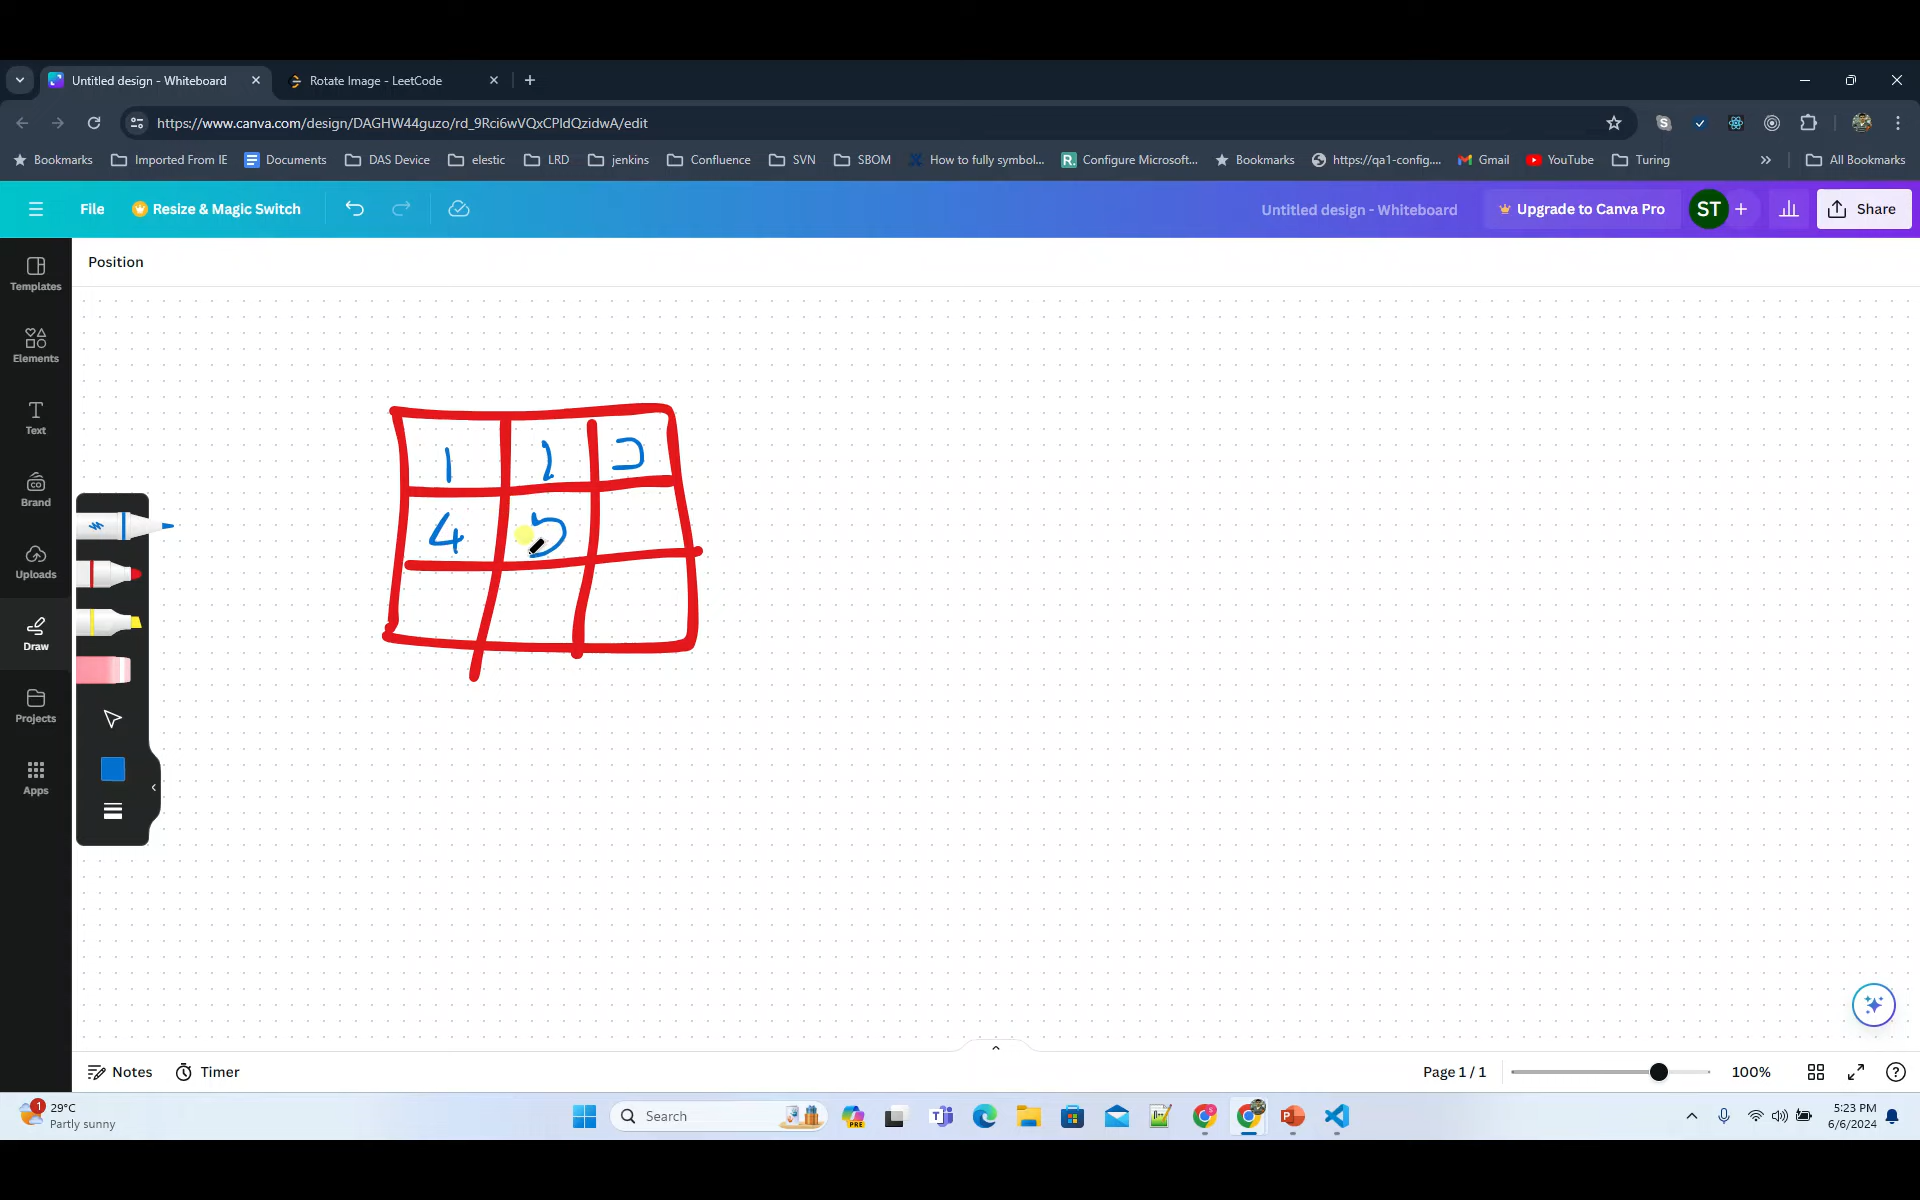 Untitled design - Whiteboard
Rotate Image - LeetCode
https://www.canva.com/design/DAGHW44guzo/rd_9Rci6wVQxCPIdQzidwA/edit
Bookmarks Imported From IE Documents DAS Device elestic LRD jenkins Confluence SVN SBOM How to fully symbol... Configure Microsoft... Bookmarks https://qa1-config.... Gmail YouTube Turing » All Bookmarks
File Resize & Magic Switch Untitled design - Whiteboard Upgrade to Canva Pro ST + Share
Position
Templates
Elements
Text
Brand
Uploads
Draw
Projects
Apps
1
4 5
Notes Timer Page 1 / 1 100%
1 29°C
Partly sunny
Search
PRE
5:23 PM
6/6/2024